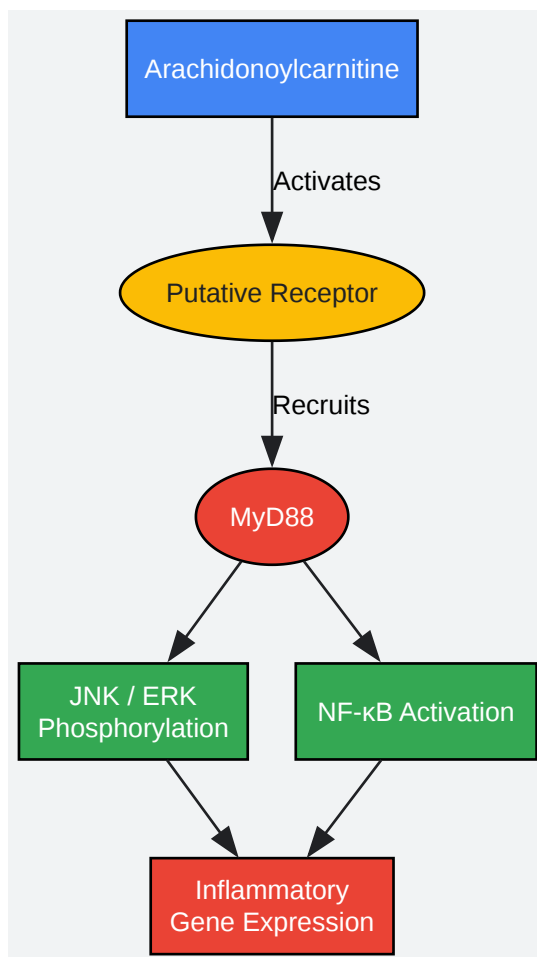 Arachidonoylcarnitine
Activates
Putative Receptor
Recruits
MyD88
JNK / ERK
Phosphorylation
NF-κB Activation
Inflammatory
Gene Expression